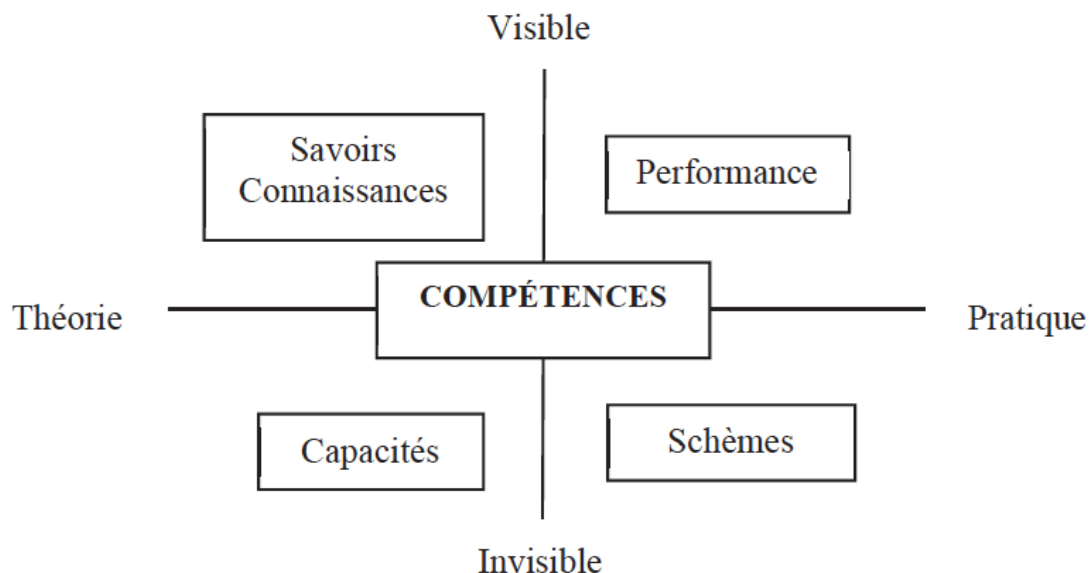 Visible
Savoirs
Connaissances
Performance
COMPÉTENCES
Théorie
Pratique
Capacités
Schèmes
Invisible